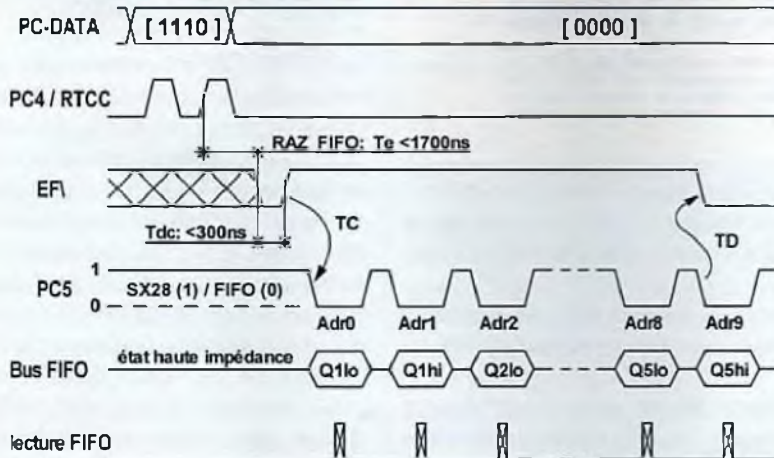 PC-DATA [1110] [0000]
PC4 / RTCC
RAZ FIFO: Te <1700ns
EF\
Tdc: <300ns
TC
TD
PC5 1 SX28 (1) / FIFO (0)
0
Adr0 Adr1 Adr2 Adr8 Adr9
Bus FIFO état haute impédance Q1lo Q1hi Q2lo Q5lo Q5hi
lecture FIFO